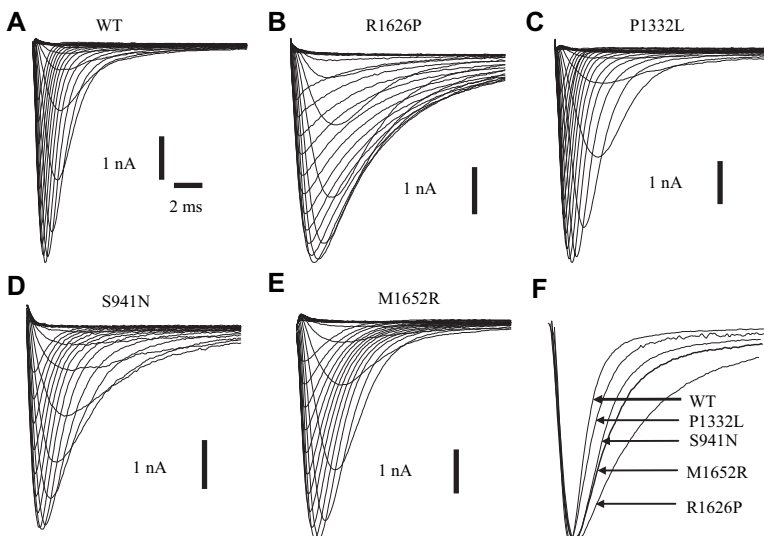 A
WT
1 nA
2 ms
B
R1626P
1 nA
C
P1332L
1 nA
D
S941N
1 nA
E
M1652R
1 nA
F
WT
P1332L
S941N
M1652R
R1626P